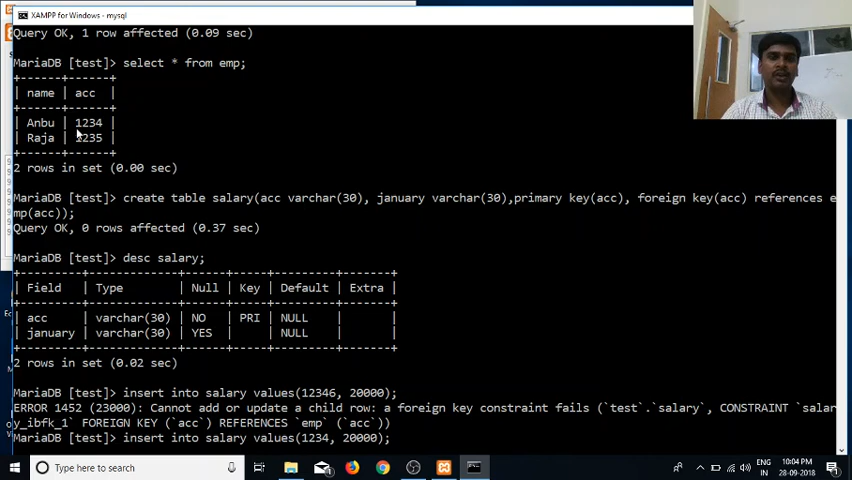 XAMPP for Windows - mysql
Query OK, 1 row affected (0.09 sec)
MariaDB [test]> select * from emp;
+------+------+
| name | acc  |
+------+------+
| Anbu | 1234 |
| Raja | 1235 |
+------+------+
2 rows in set (0.00 sec)
MariaDB [test]> create table salary(acc varchar(30), january varchar(30),primary key(acc), foreign key(acc) references e
mp(acc));
Query OK, 0 rows affected (0.37 sec)
MariaDB [test]> desc salary;
+---------+-------------+------+-----+---------+-------+
| Field   | Type        | Null | Key | Default | Extra |
+---------+-------------+------+-----+---------+-------+
| acc     | varchar(30) | NO   | PRI | NULL    |       |
| january | varchar(30) | YES  |     | NULL    |       |
+---------+-------------+------+-----+---------+-------+
2 rows in set (0.02 sec)
MariaDB [test]> insert into salary values(12346, 20000);
ERROR 1452 (23000): Cannot add or update a child row: a foreign key constraint fails (`test`.`salary`, CONSTRAINT `salar
y_ibfk_1` FOREIGN KEY (`acc`) REFERENCES `emp` (`acc`))
MariaDB [test]> insert into salary values(1234, 20000);
Type here to search
ENG 10:04 PM
IN 28-09-2018